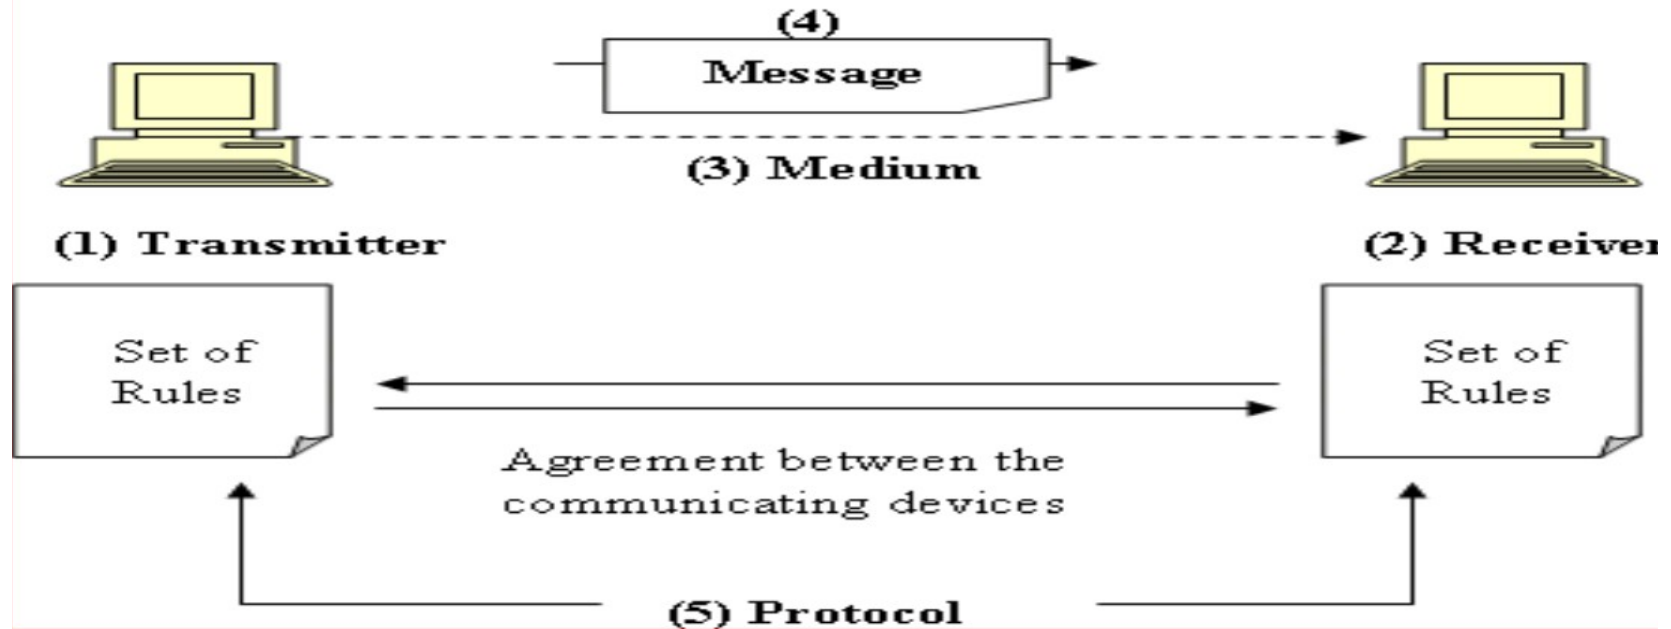 (4)
Message
(3) Medium
(1) Transmitter
(2) Receiver
Set of
Rules
Set of
Rules
Agreement between the
communicating devices
(5) Protocol